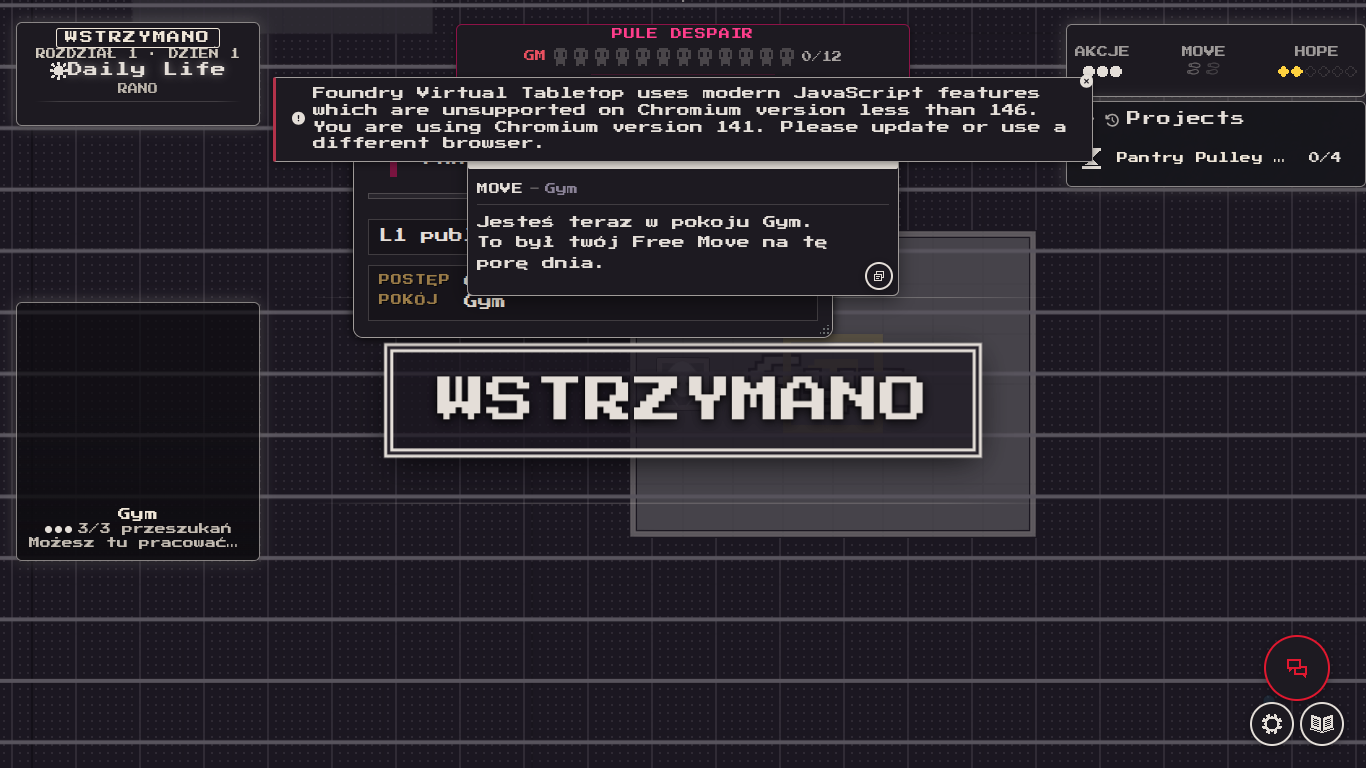 WSTRZYMANO
ROZDZIAŁ 1 · DZIEŃ 1
Daily Life
RANO
PULE DESPAIR
GM 0/12
AKCJE MOVE HOPE
Foundry Virtual Tabletop uses modern JavaScript features
which are unsupported on Chromium version less than 146.
You are using Chromium version 141. Please update or use a
different browser.
Projects
Pantry Pulley … 0/4
MOVE – Gym
Jesteś teraz w pokoju Gym.
To był twój Free Move na tę
porę dnia.
L1 pub
POSTĘP
POKÓJ Gym
WSTRZYMANO
Gym
3/3 przeszukań
Możesz tu pracować…